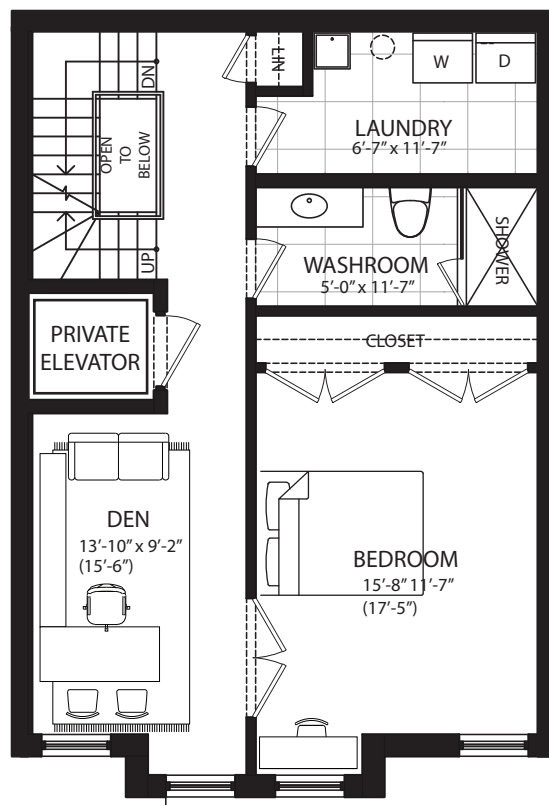 LIN
W
D
DN
OPEN
TO
BELOW
UP
LAUNDRY
6'-7" x 11'-7"
WASHROOM
5'-0" x 11'-7"
SHOWER
PRIVATE
ELEVATOR
CLOSET
DEN
13'-10" x 9'-2"
(15'-6")
BEDROOM
15'-8" 11'-7"
(17'-5")